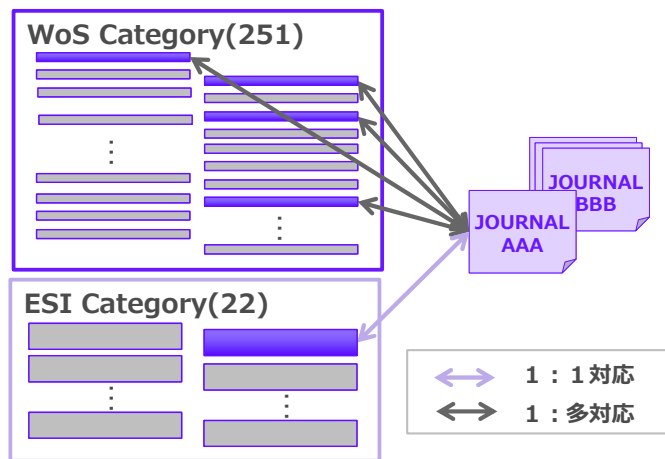 WoS Category(251)
JOURNAL
BBB
JOURNAL
AAA
ESI Category(22)
1：1対応
1：多対応